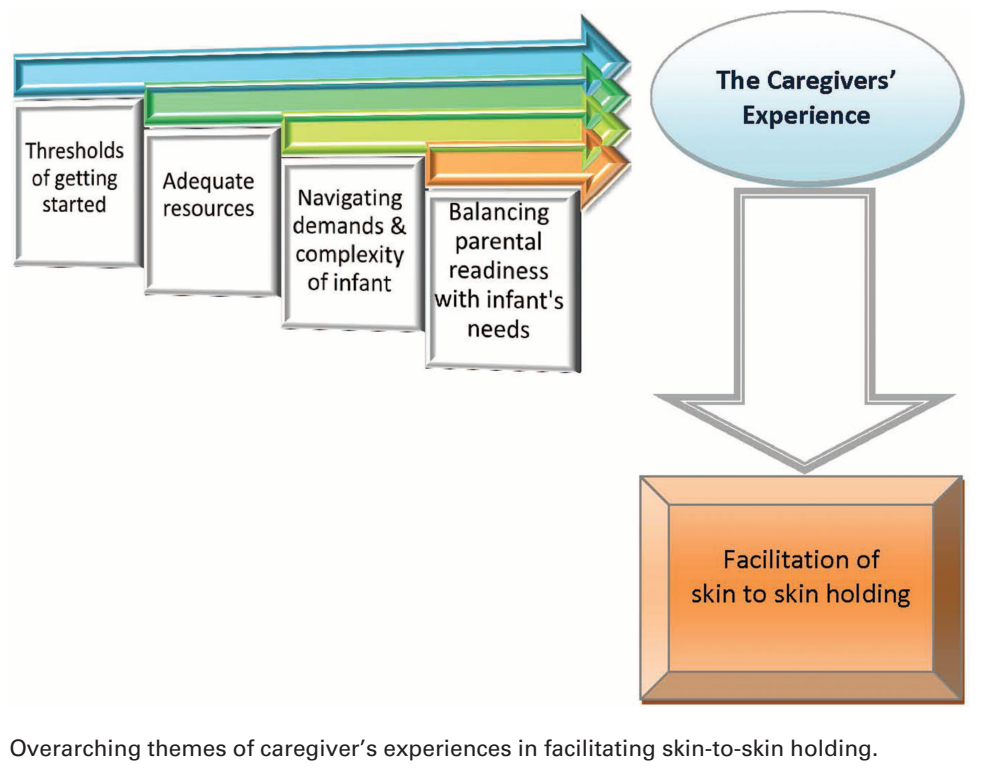 Thresholds
of getting
started
Adequate
resources
Navigating
demands &
complexity
of infant
Balancing
parental
readiness
with infant's
needs
The Caregivers’
Experience
Facilitation of
skin to skin holding
Overarching themes of caregiver’s experiences in facilitating skin-to-skin holding.